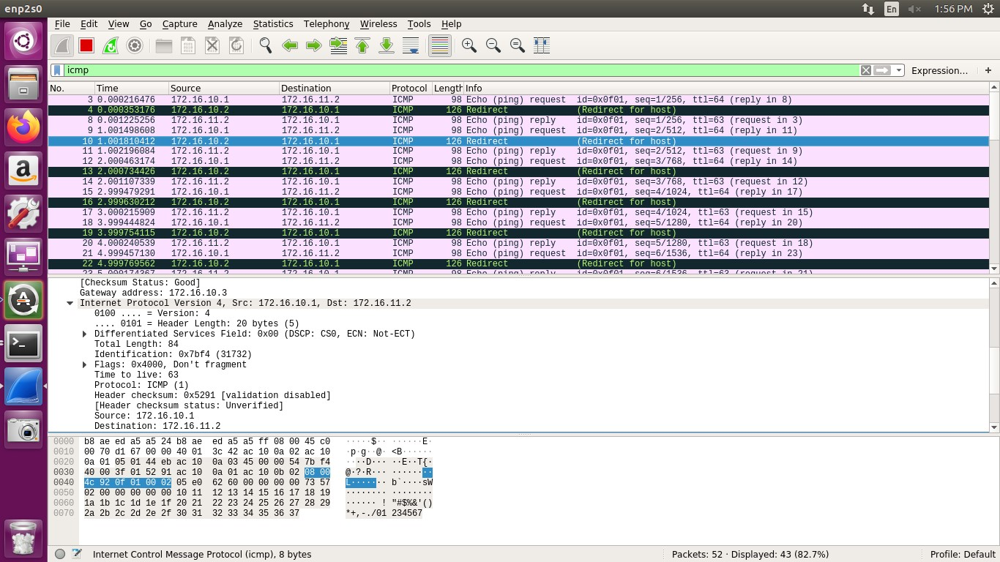 enp2s0 En 1:56 PM
File Edit View Go Capture Analyze Statistics Telephony Wireless Tools Help
icmp Expression... +
No. Time Source Destination Protocol Length Info
3 0.000216476 172.16.10.1 172.16.11.2 ICMP 98 Echo (ping) request id=0x0f01, seq=1/256, ttl=64 (reply in 8)
4 0.000353176 172.16.10.2 172.16.10.1 ICMP 126 Redirect (Redirect for host)
8 0.001225256 172.16.11.2 172.16.10.1 ICMP 98 Echo (ping) reply id=0x0f01, seq=1/256, ttl=63 (request in 3)
9 1.001498608 172.16.10.1 172.16.11.2 ICMP 98 Echo (ping) request id=0x0f01, seq=2/512, ttl=64 (reply in 11)
10 1.001810412 172.16.10.2 172.16.10.1 ICMP 126 Redirect (Redirect for host)
11 1.002196084 172.16.11.2 172.16.10.1 ICMP 98 Echo (ping) reply id=0x0f01, seq=2/512, ttl=63 (request in 9)
12 2.000463174 172.16.10.1 172.16.11.2 ICMP 98 Echo (ping) request id=0x0f01, seq=3/768, ttl=64 (reply in 14)
13 2.000734426 172.16.10.2 172.16.10.1 ICMP 126 Redirect (Redirect for host)
14 2.001107339 172.16.11.2 172.16.10.1 ICMP 98 Echo (ping) reply id=0x0f01, seq=3/768, ttl=63 (request in 12)
15 2.999479291 172.16.10.1 172.16.11.2 ICMP 98 Echo (ping) request id=0x0f01, seq=4/1024, ttl=64 (reply in 17)
16 2.999630212 172.16.10.2 172.16.10.1 ICMP 126 Redirect (Redirect for host)
17 3.000215909 172.16.11.2 172.16.10.1 ICMP 98 Echo (ping) reply id=0x0f01, seq=4/1024, ttl=63 (request in 15)
18 3.999444824 172.16.10.1 172.16.11.2 ICMP 98 Echo (ping) request id=0x0f01, seq=5/1280, ttl=64 (reply in 20)
19 3.999754115 172.16.10.2 172.16.10.1 ICMP 126 Redirect (Redirect for host)
20 4.000240539 172.16.11.2 172.16.10.1 ICMP 98 Echo (ping) reply id=0x0f01, seq=5/1280, ttl=63 (request in 18)
21 4.999457130 172.16.10.1 172.16.11.2 ICMP 98 Echo (ping) request id=0x0f01, seq=6/1536, ttl=64 (reply in 23)
22 4.999769562 172.16.10.2 172.16.10.1 ICMP 126 Redirect (Redirect for host)
23 5.000174367 172.16.11.2 172.16.10.1 ICMP 98 Echo (ping) reply id=0x0f01, seq=6/1536, ttl=63 (request in 21)
[Checksum Status: Good]
Gateway address: 172.16.10.3
Internet Protocol Version 4, Src: 172.16.10.1, Dst: 172.16.11.2
0100 .... = Version: 4
.... 0101 = Header Length: 20 bytes (5)
Differentiated Services Field: 0x00 (DSCP: CS0, ECN: Not-ECT)
Total Length: 84
Identification: 0x7bf4 (31732)
Flags: 0x4000, Don't fragment
Time to live: 63
Protocol: ICMP (1)
Header checksum: 0x5291 [validation disabled]
[Header checksum status: Unverified]
Source: 172.16.10.1
Destination: 172.16.11.2
0000 b8 ae ed a5 a5 24 b8 ae ed a5 a5 ff 08 00 45 c0 ·····$·· ······E·
0010 00 70 d1 67 00 00 40 01 3c 42 ac 10 0a 02 ac 10 ·p·g··@· <B······
0020 0a 01 05 01 44 eb ac 10 0a 03 45 00 00 54 7b f4 ····D··· ··E··T{·
0030 40 00 3f 01 52 91 ac 10 0a 01 ac 10 0b 02 08 00 @·?·R··· ········
0040 4c 92 0f 01 00 02 05 e0 62 60 00 00 00 00 73 57 L······· b`····sW
0050 02 00 00 00 00 00 10 11 12 13 14 15 16 17 18 19 ········ ········
0060 1a 1b 1c 1d 1e 1f 20 21 22 23 24 25 26 27 28 29 ······ ! "#$%&'()
0070 2a 2b 2c 2d 2e 2f 30 31 32 33 34 35 36 37 *+,-./01 234567
Internet Control Message Protocol (icmp), 8 bytes Packets: 52 · Displayed: 43 (82.7%) Profile: Default